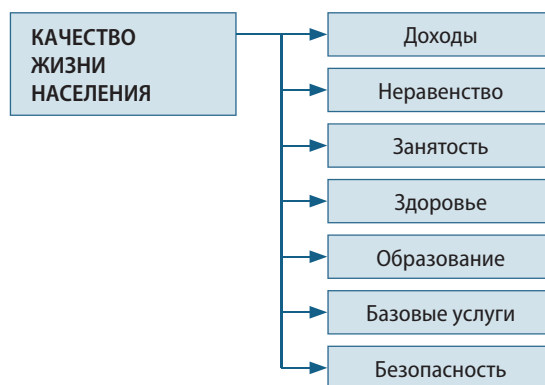 КАЧЕСТВО
ЖИЗНИ
НАСЕЛЕНИЯ
Доходы
Неравенство
Занятость
Здоровье
Образование
Базовые услуги
Безопасность